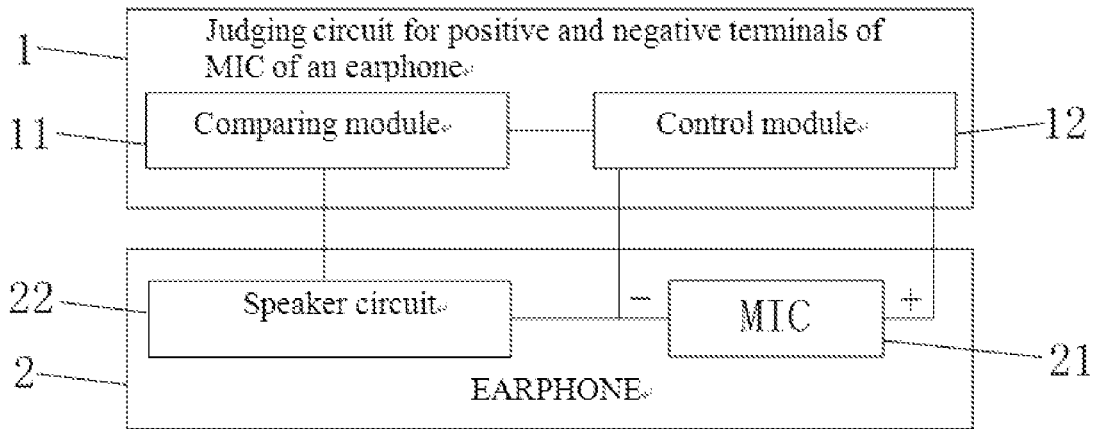 1
Judging circuit for positive and negative terminals of
MIC of an earphone
11
Comparing module
Control module
12
22
Speaker circuit
−
MIC
+
21
2
EARPHONE